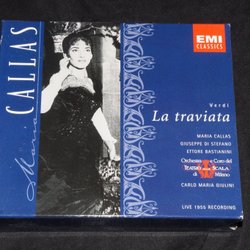 CALLAS
Maria
EMI
CLASSICS
Verdi
La traviata
MARIA CALLAS
GIUSEPPE DI STEFANO
ETTORE BASTIANINI
Orchestra e Coro del
TEATRO alla SCALA
di Milano
CARLO MARIA GIULINI
LIVE 1955 RECORDING